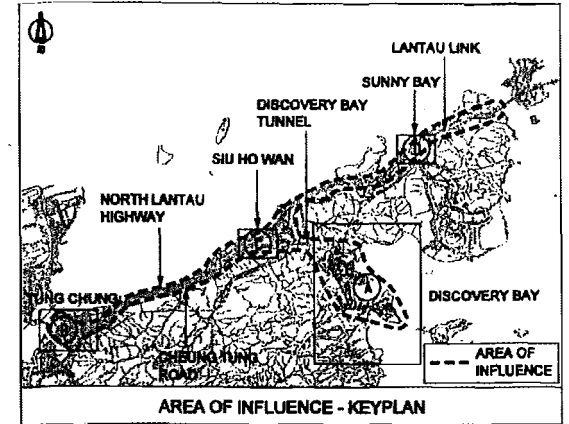 LANTAU LINK
SUNNY BAY
DISCOVERY BAY
TUNNEL
SIU HO WAN
NORTH LANTAU
HIGHWAY
TUNG CHUNG
A
DISCOVERY BAY
CHEUNG TUNG
ROAD
AREA OF
INFLUENCE
AREA OF INFLUENCE - KEYPLAN